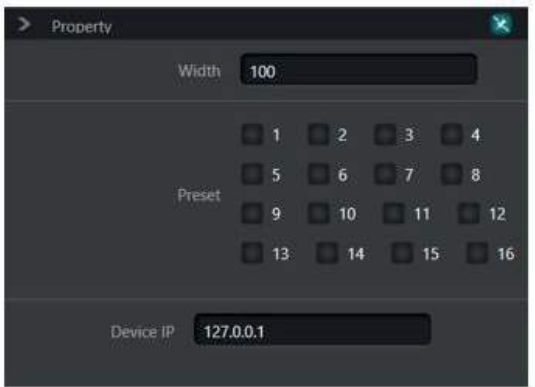 Property
Width 100
1 2 3 4
5 6 7 8
Preset
9 10 11 12
13 14 15 16
Device IP 127.0.0.1